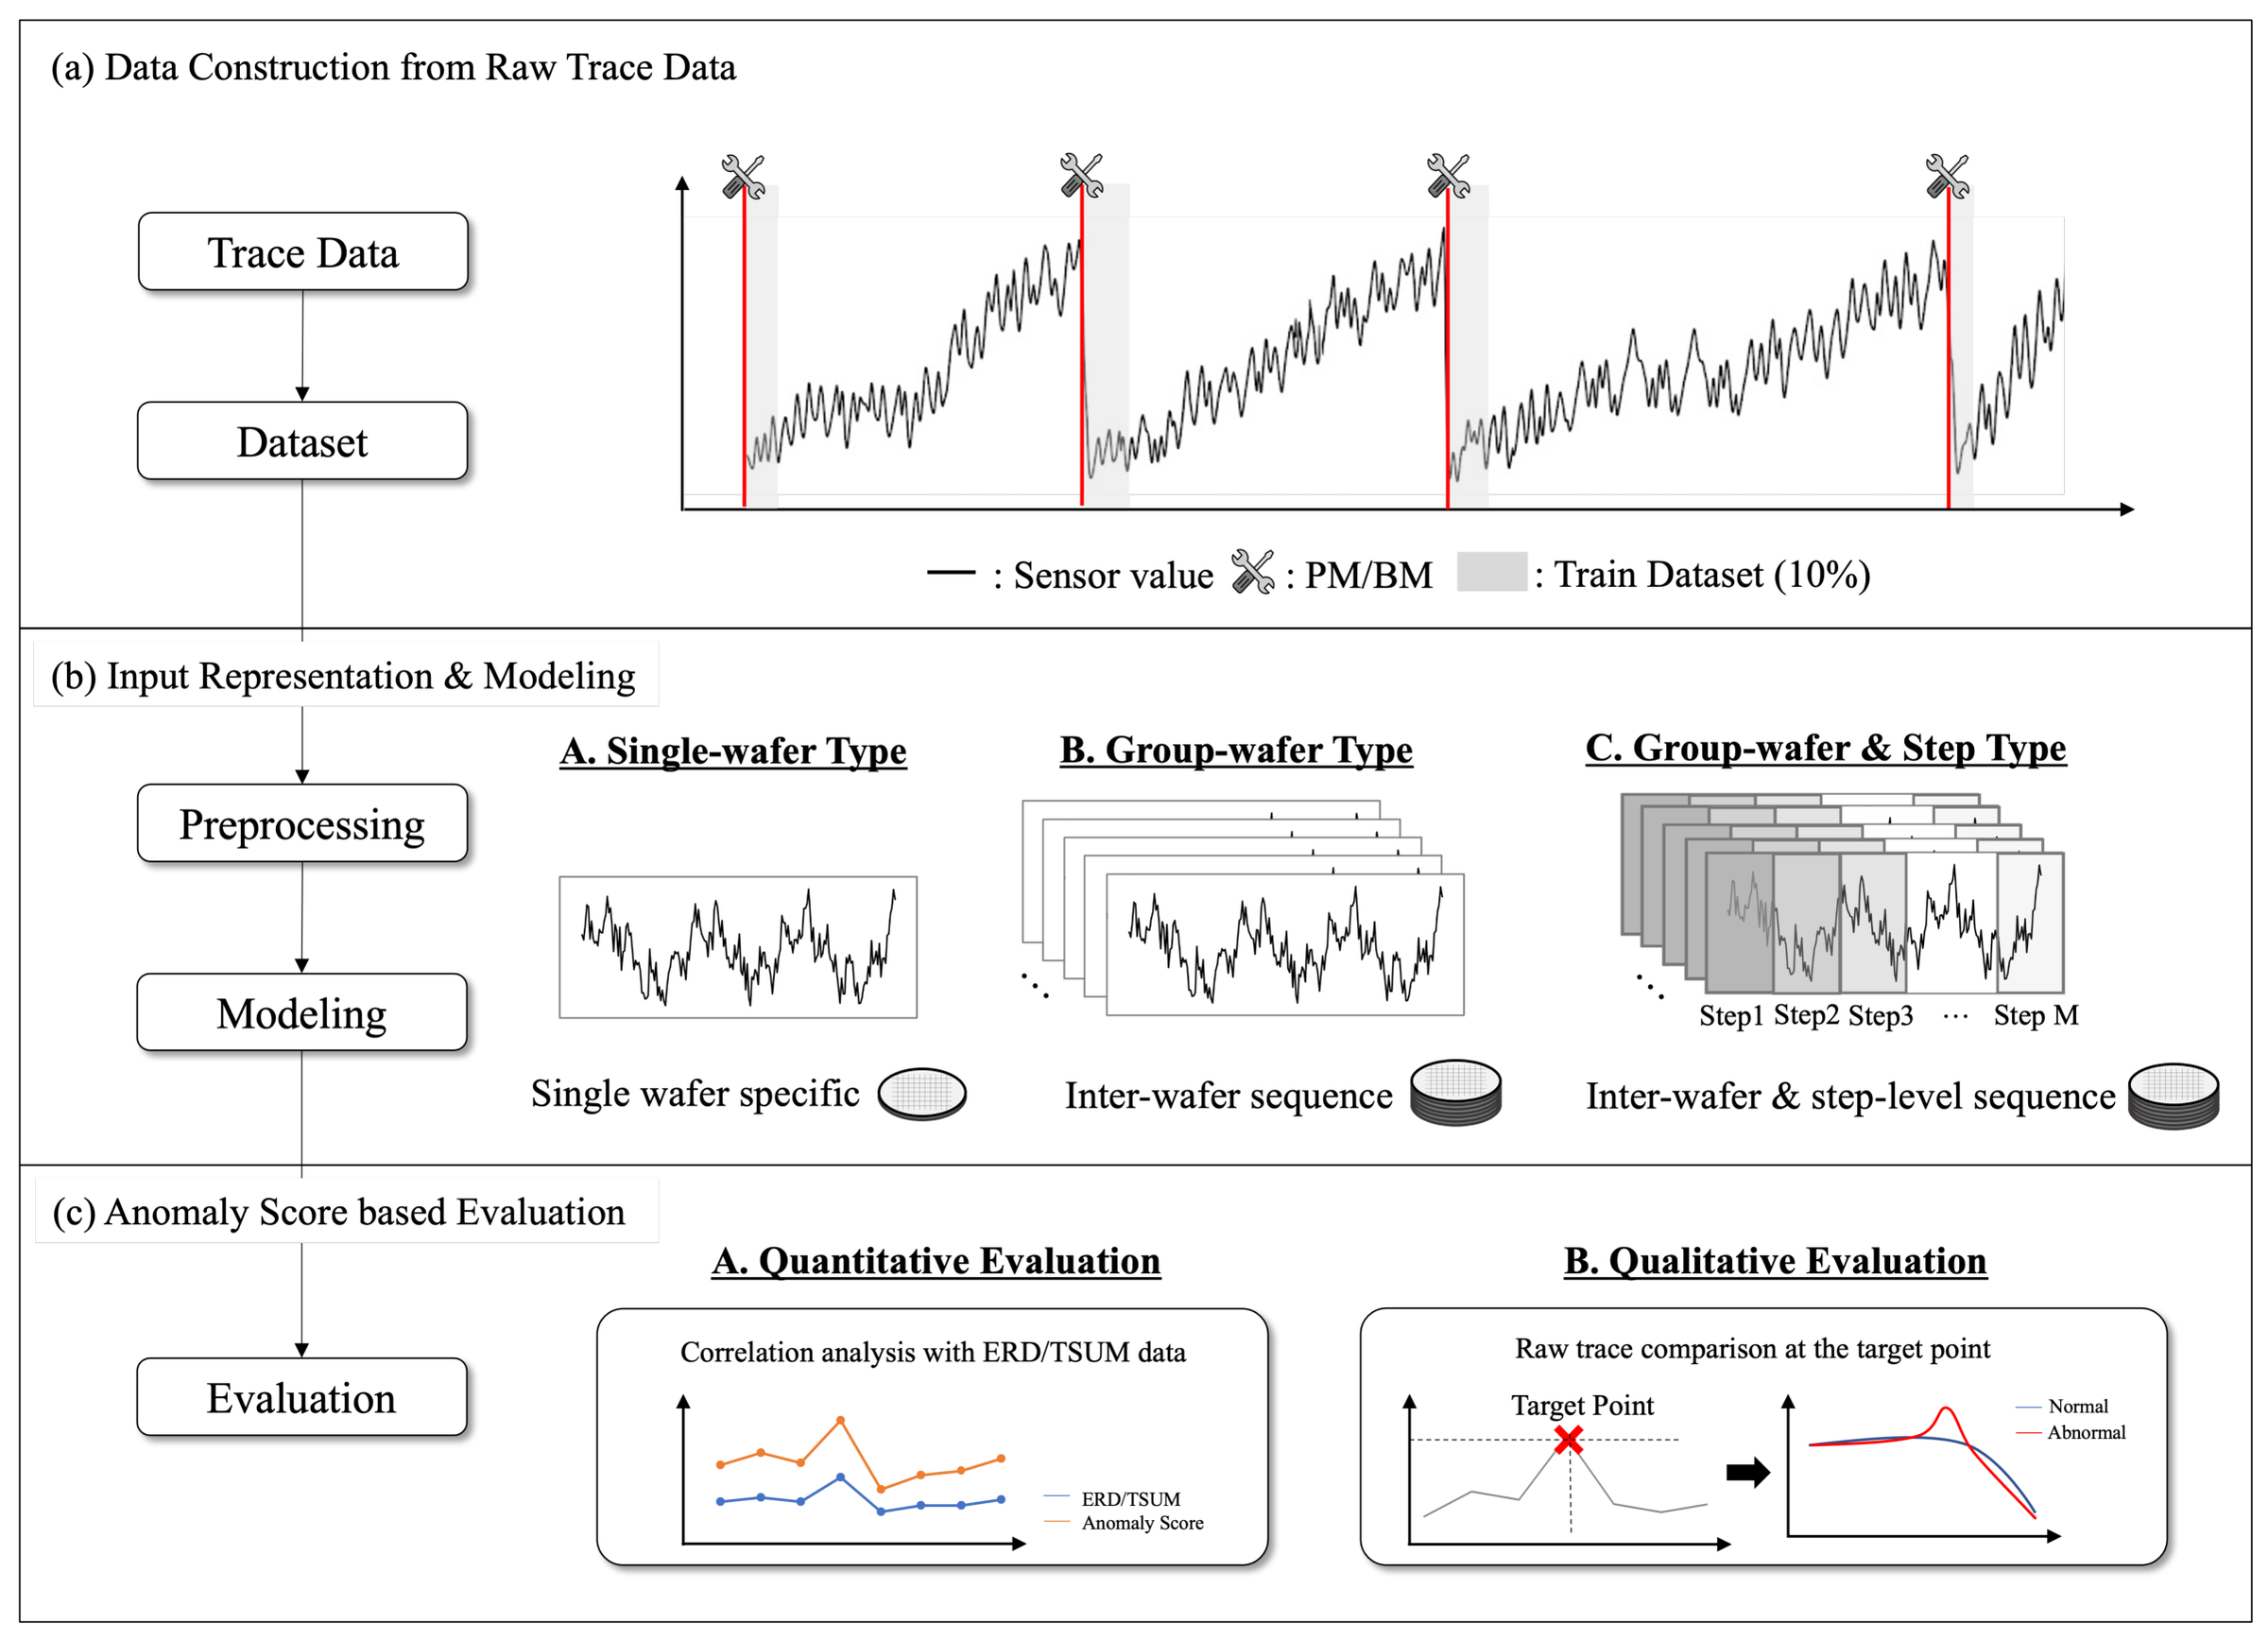 (a) Data Construction from Raw Trace Data
Trace Data
Dataset
: Sensor value : PM/BM : Train Dataset (10%)
(b) Input Representation & Modeling
Preprocessing
Modeling
A. Single-wafer Type
Single wafer specific
B. Group-wafer Type
Inter-wafer sequence
C. Group-wafer & Step Type
Step1 Step2 Step3 ... Step M
Inter-wafer & step-level sequence
(c) Anomaly Score based Evaluation
Evaluation
A. Quantitative Evaluation
Correlation analysis with ERD/TSUM data
ERD/TSUM
Anomaly Score
B. Qualitative Evaluation
Raw trace comparison at the target point
Target Point
Normal
Abnormal